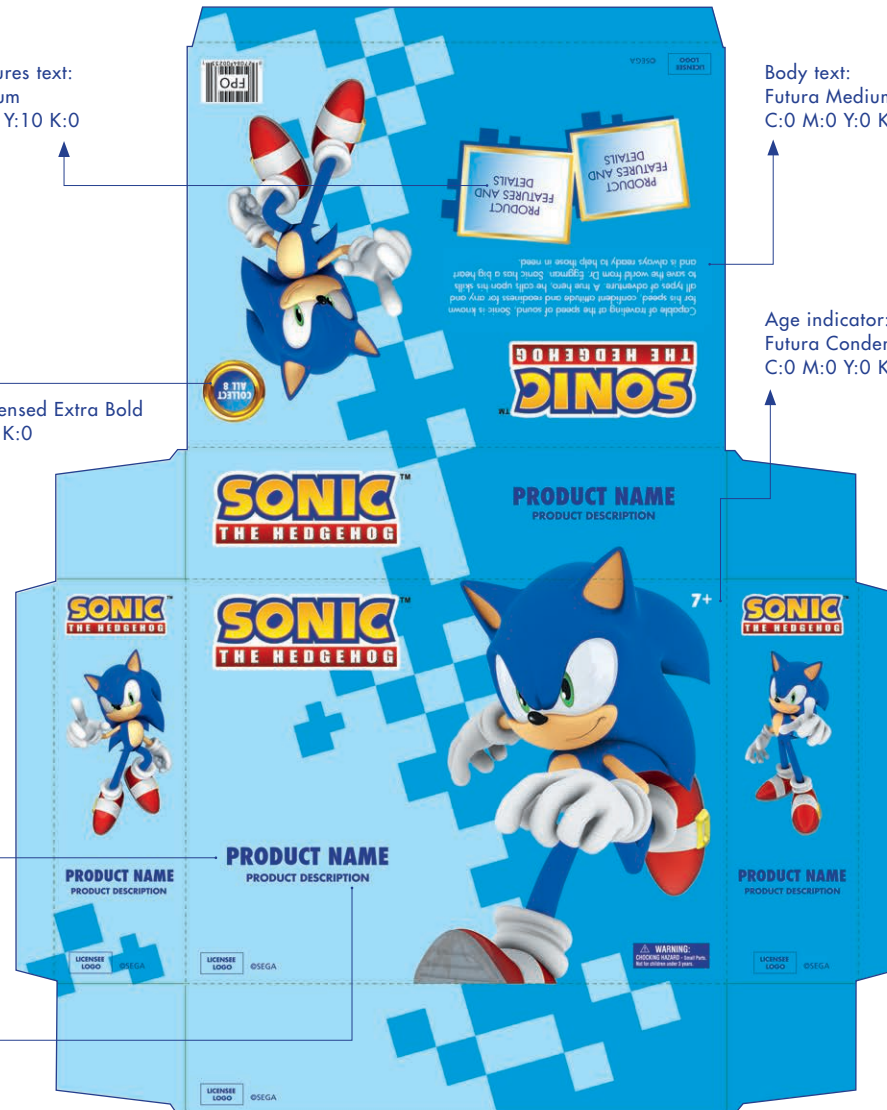 ures text:
um
Y:10 K:0
Body text:
Futura Medium
C:0 M:0 Y:0 K
Age indicator:
Futura Conden
C:0 M:0 Y:0 K
ensed Extra Bold
K:0
FPO
©SEGA
LICENSEE
LOGO
PRODUCT
FEATURES AND
DETAILS
PRODUCT
FEATURES AND
DETAILS
Capable of traveling at the speed of sound, Sonic is known
for his speed, confident attitude and readiness for any and
all types of adventure. A true hero, he calls upon his skills
to save the world from Dr. Eggman. Sonic has a big heart
and is always ready to help those in need.
COLLECT
ALL 8
SONIC™
THE HEDGEHOG
SONIC™
THE HEDGEHOG
PRODUCT NAME
PRODUCT DESCRIPTION
SONIC™
THE HEDGEHOG
SONIC™
THE HEDGEHOG
7+
SONIC™
THE HEDGEHOG
PRODUCT NAME
PRODUCT DESCRIPTION
PRODUCT NAME
PRODUCT DESCRIPTION
PRODUCT NAME
PRODUCT DESCRIPTION
LICENSEE
LOGO
©SEGA
LICENSEE
LOGO
©SEGA
WARNING:
CHOCKING HAZARD - Small Parts.
Not for children under 3 years.
LICENSEE
LOGO
©SEGA
LICENSEE
LOGO
©SEGA